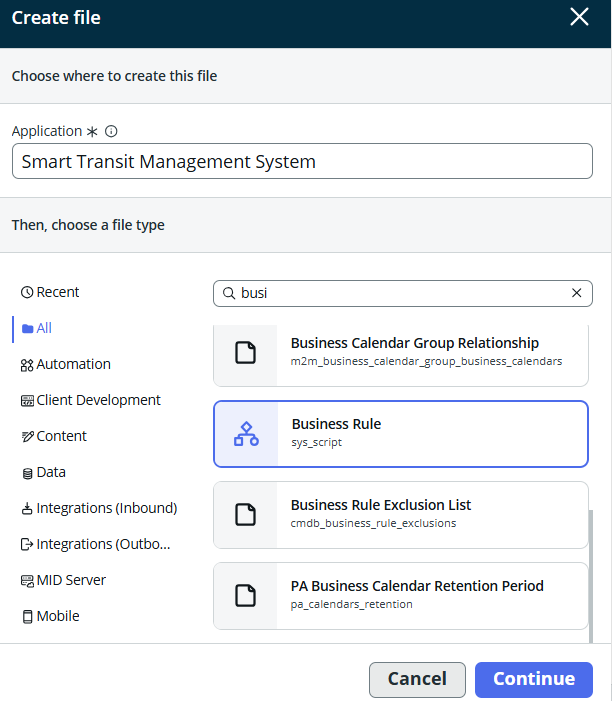 Create file
Choose where to create this file
Application *
Smart Transit Management System
Then, choose a file type
Recent
All
Automation
Client Development
Content
Data
Integrations (Inbound)
Integrations (Outbo...
MID Server
Mobile
busi
Business Calendar Group Relationship
m2m_business_calendar_group_business_calendars
Business Rule
sys_script
Business Rule Exclusion List
cmdb_business_rule_exclusions
PA Business Calendar Retention Period
pa_calendars_retention
Cancel
Continue